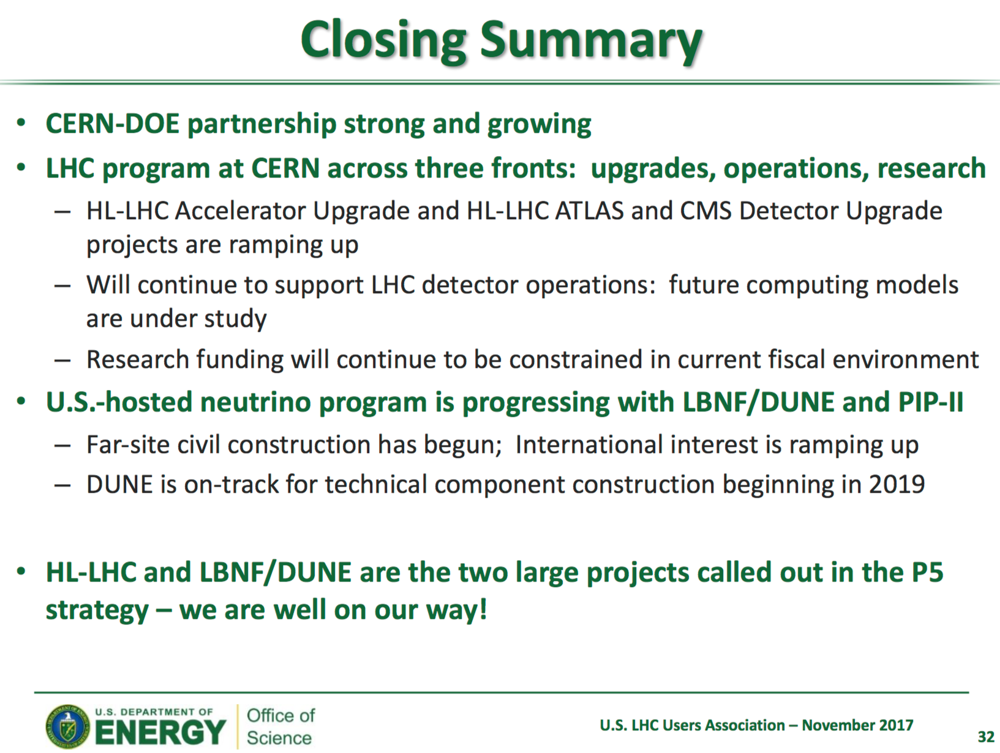 Closing Summary
• CERN-DOE partnership strong and growing
• LHC program at CERN across three fronts:  upgrades, operations, research
– HL-LHC Accelerator Upgrade and HL-LHC ATLAS and CMS Detector Upgrade
projects are ramping up
– Will continue to support LHC detector operations:  future computing models
are under study
– Research funding will continue to be constrained in current fiscal environment
• U.S.-hosted neutrino program is progressing with LBNF/DUNE and PIP-II
– Far-site civil construction has begun;  International interest is ramping up
– DUNE is on-track for technical component construction beginning in 2019
• HL-LHC and LBNF/DUNE are the two large projects called out in the P5
strategy – we are well on our way!
U.S. DEPARTMENT OF
ENERGY
Office of
Science
U.S. LHC Users Association – November 2017
32